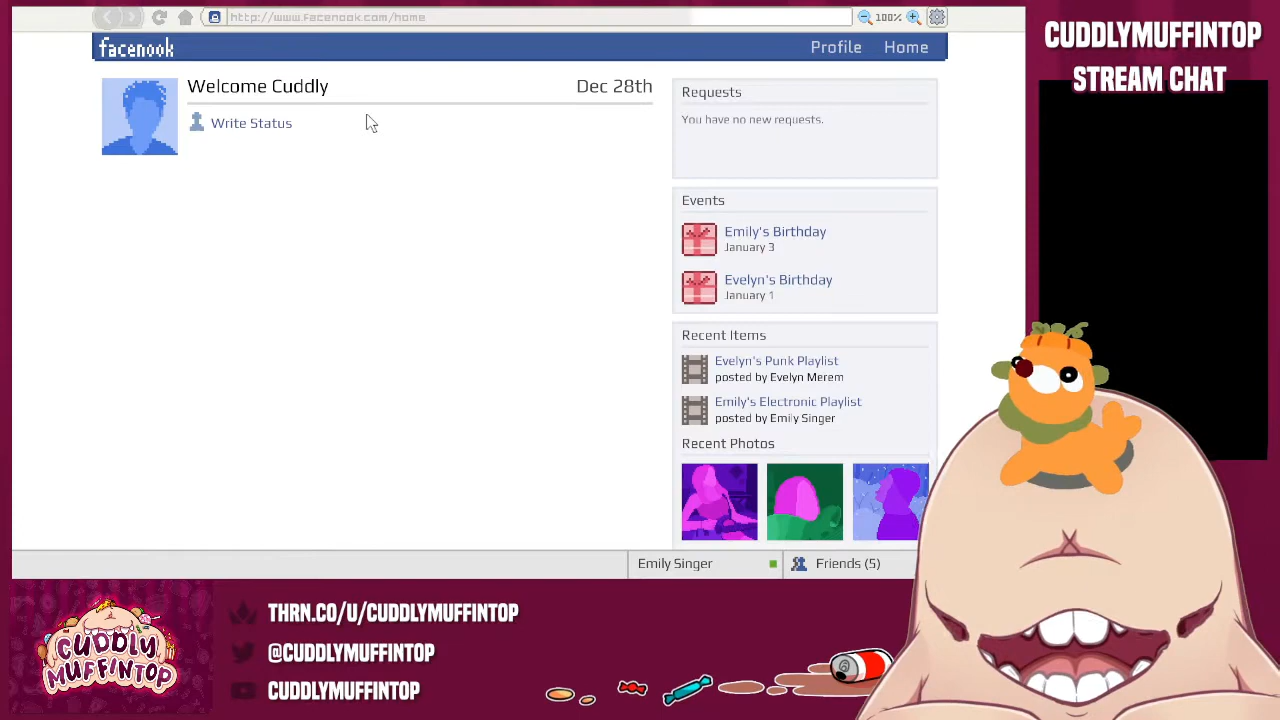 http://www.facenook.com/home
100%
facenook
Profile
Home
Welcome Cuddly
Dec 28th
Write Status
Requests
You have no new requests.
Events
Emily's Birthday
January 3
Evelyn's Birthday
January 1
Recent Items
Evelyn's Punk Playlist
posted by Evelyn Merem
Emily's Electronic Playlist
posted by Emily Singer
Recent Photos
Emily Singer
Friends (5)
CUDDLYMUFFINTOP
STREAM CHAT
CUDDLY
MUFFINTOP
THRN.CO/U/CUDDLYMUFFINTOP
@CUDDLYMUFFINTOP
CUDDLYMUFFINTOP